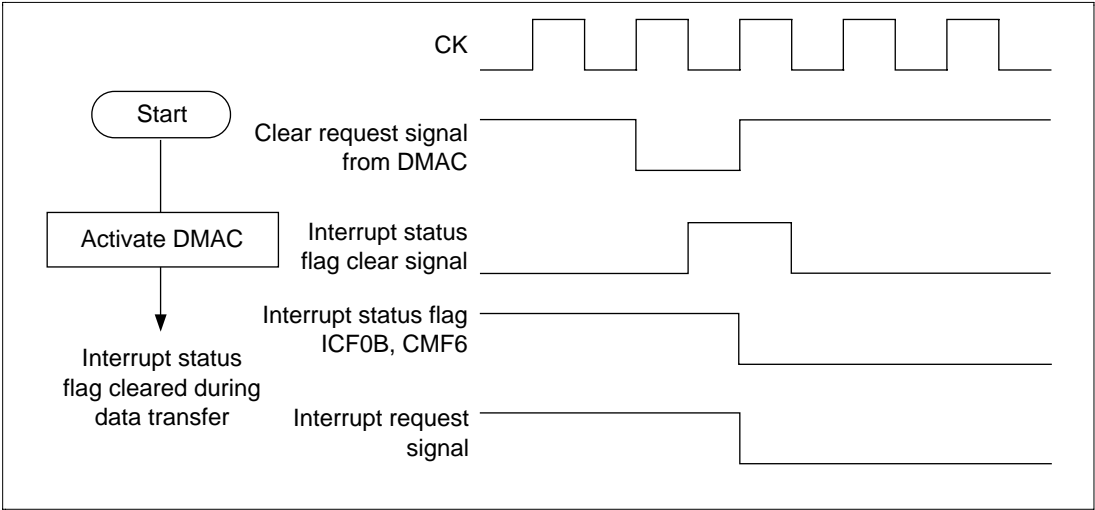 Start
Activate DMAC
Interrupt status
flag cleared during
data transfer
CK
Clear request signal
from DMAC
Interrupt status
flag clear signal
Interrupt status flag
ICF0B, CMF6
Interrupt request
signal